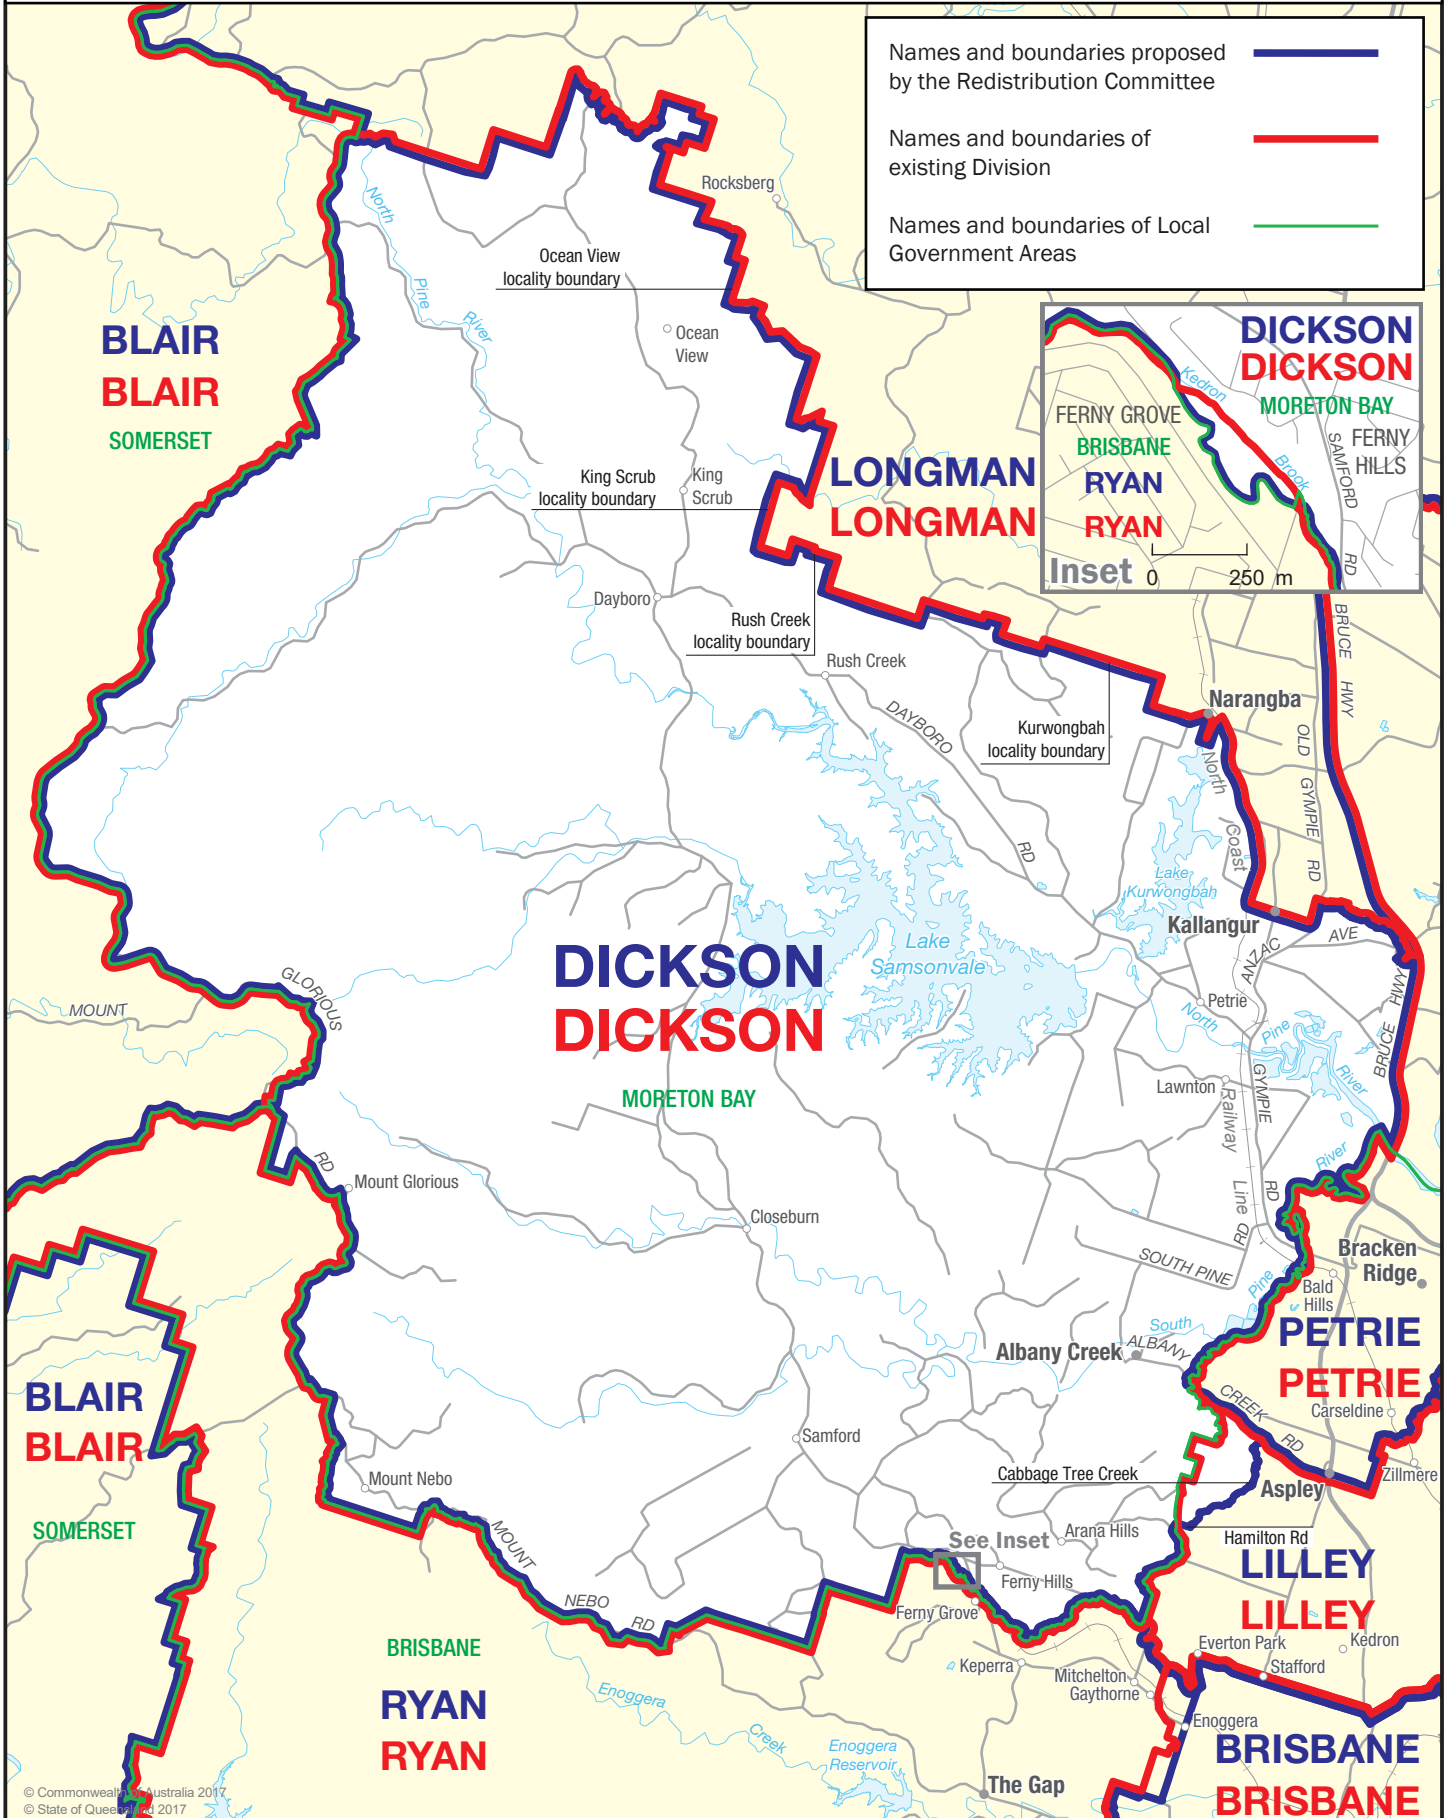 Names and boundaries proposed
by the Redistribution Committee
Names and boundaries of
existing Division
Names and boundaries of Local
Government Areas
Rocksberg
North
Pine
River
Ocean View
locality boundary
Ocean
View
BLAIR
BLAIR
SOMERSET
DICKSON
DICKSON
MORETON BAY
Kedron
Brook
FERNY GROVE
BRISBANE
RYAN
RYAN
SAMFORD
RD
FERNY
HILLS
Inset
0
250 m
King Scrub
locality boundary
King
Scrub
LONGMAN
LONGMAN
Dayboro
Rush Creek
locality boundary
Rush Creek
DAYBORO
RD
Kurwongbah
locality boundary
BRUCE
HWY
Narangba
OLD
GYMPIE
RD
North
Coast
Lake
Kurwongbah
Kallangur
ANZAC
AVE
Lake
Samsonvale
DICKSON
DICKSON
MORETON BAY
GLORIOUS
MOUNT
Petrie
North
Pine
River
BRUCE
HWY
Lawnton
GYMPIE
RD
Railway
Line
RD
Mount Glorious
River
Closeburn
SOUTH PINE
RD
Pine
South
Bracken
Ridge
Bald
Hills
PETRIE
PETRIE
Albany Creek
ALBANY
CREEK
RD
Carseldine
BLAIR
BLAIR
SOMERSET
Samford
Mount Nebo
Cabbage Tree Creek
Zillmere
Aspley
MOUNT
NEBO
RD
See Inset
Arana Hills
Hamilton Rd
LILLEY
LILLEY
Ferny Hills
Ferny Grove
BRISBANE
RYAN
RYAN
Everton Park
Kedron
Keperra
Stafford
Mitchelton
Gaythorne
Enoggera
Enoggera
Creek
Enoggera
Reservoir
BRISBANE
BRISBANE
The Gap
© Commonwealth of Australia 2017
© State of Queensland 2017